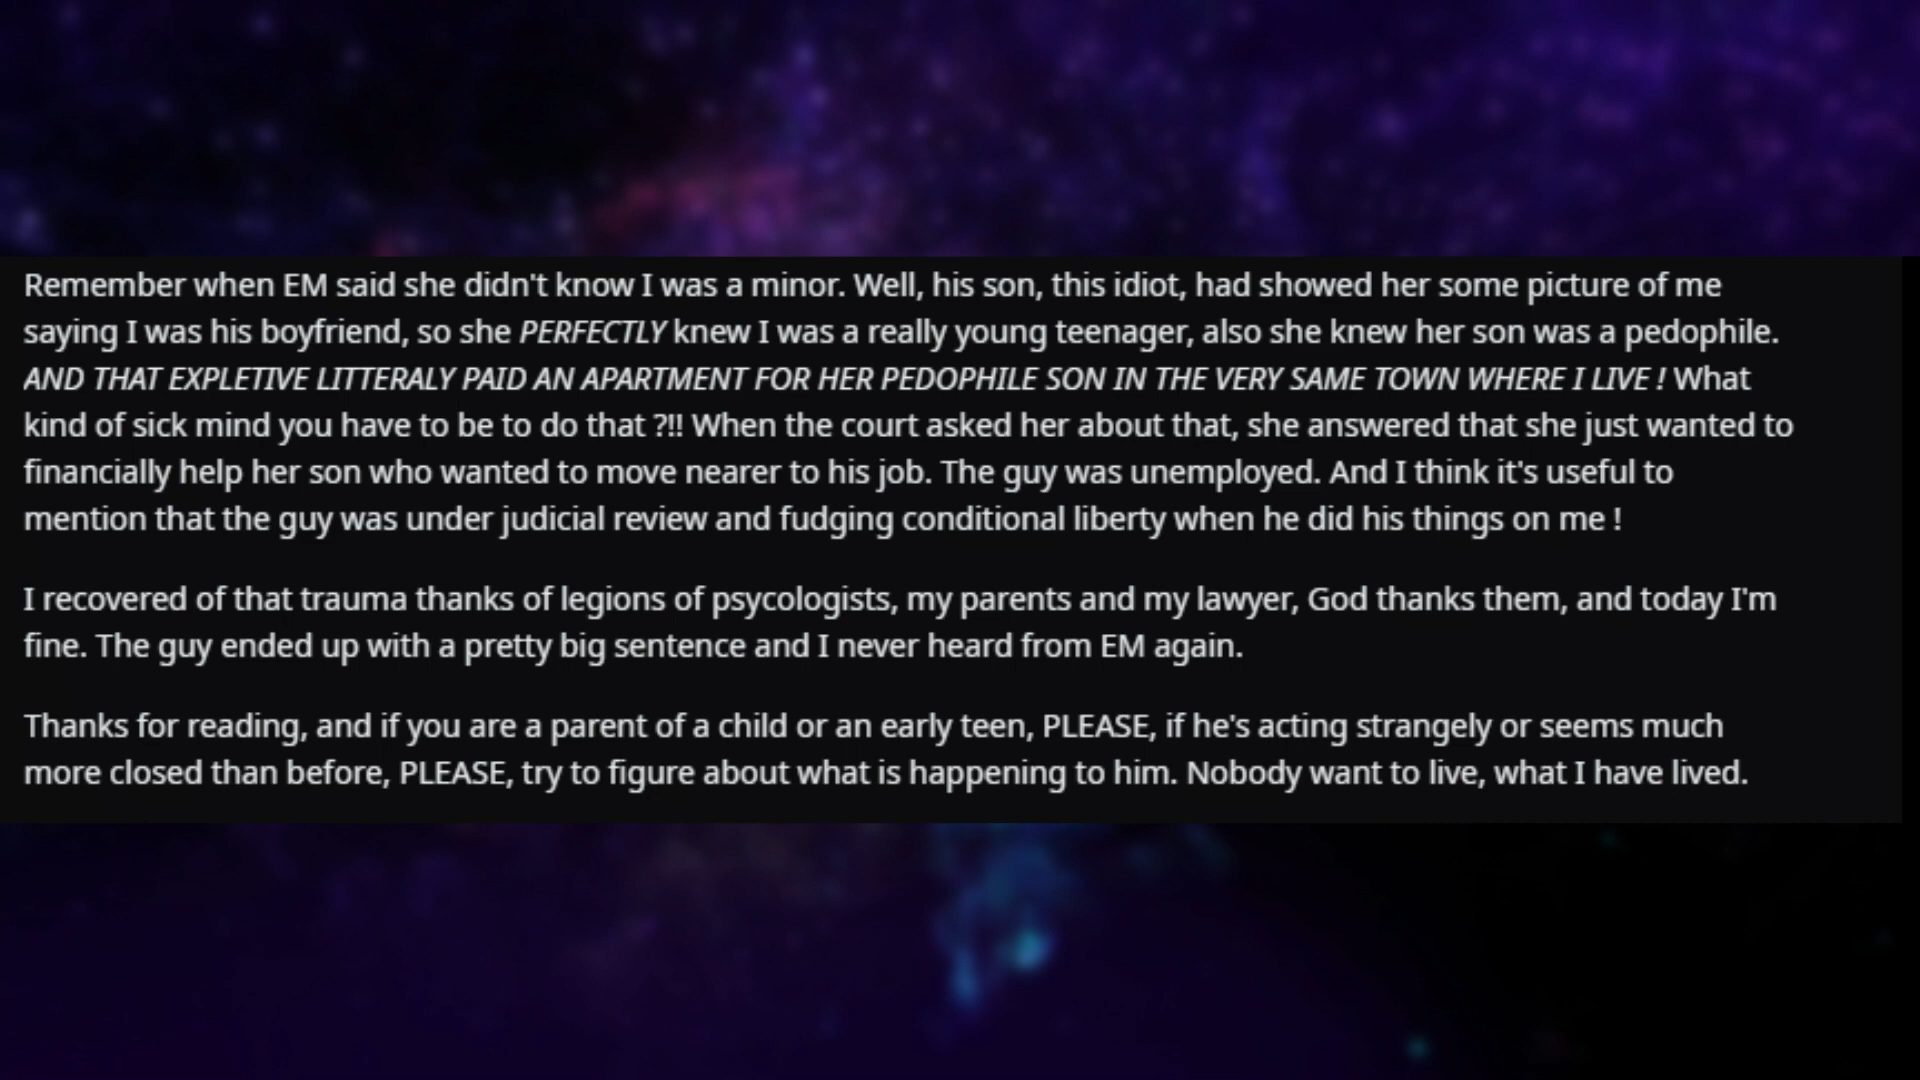 Remember when EM said she didn't know I was a minor. Well, his son, this idiot, had showed her some picture of me
saying I was his boyfriend, so she PERFECTLY knew I was a really young teenager, also she knew her son was a pedophile.
AND THAT EXPLETIVE LITTERALY PAID AN APARTMENT FOR HER PEDOPHILE SON IN THE VERY SAME TOWN WHERE I LIVE ! What
kind of sick mind you have to be to do that ?!! When the court asked her about that, she answered that she just wanted to
financially help her son who wanted to move nearer to his job. The guy was unemployed. And I think it's useful to
mention that the guy was under judicial review and fudging conditional liberty when he did his things on me !
I recovered of that trauma thanks of legions of psycologists, my parents and my lawyer, God thanks them, and today I'm
fine. The guy ended up with a pretty big sentence and I never heard from EM again.
Thanks for reading, and if you are a parent of a child or an early teen, PLEASE, if he's acting strangely or seems much
more closed than before, PLEASE, try to figure about what is happening to him. Nobody want to live, what I have lived.